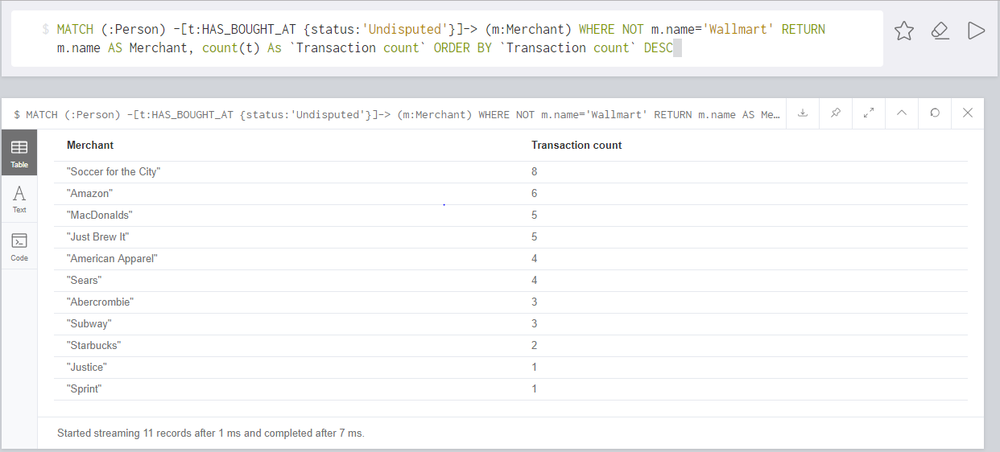 $ MATCH (:Person) -[t:HAS_BOUGHT_AT {status:'Undisputed'}]-> (m:Merchant) WHERE NOT m.name='Wallmart' RETURN
m.name AS Merchant, count(t) As `Transaction count` ORDER BY `Transaction count` DESC
$ MATCH (:Person) -[t:HAS_BOUGHT_AT {status:'Undisputed'}]-> (m:Merchant) WHERE NOT m.name='Wallmart' RETURN m.name AS Me…
Table
Text
Code
Merchant Transaction count
"Soccer for the City" 8
"Amazon" 6
"MacDonalds" 5
"Just Brew It" 5
"American Apparel" 4
"Sears" 4
"Abercrombie" 3
"Subway" 3
"Starbucks" 2
"Justice" 1
"Sprint" 1
Started streaming 11 records after 1 ms and completed after 7 ms.